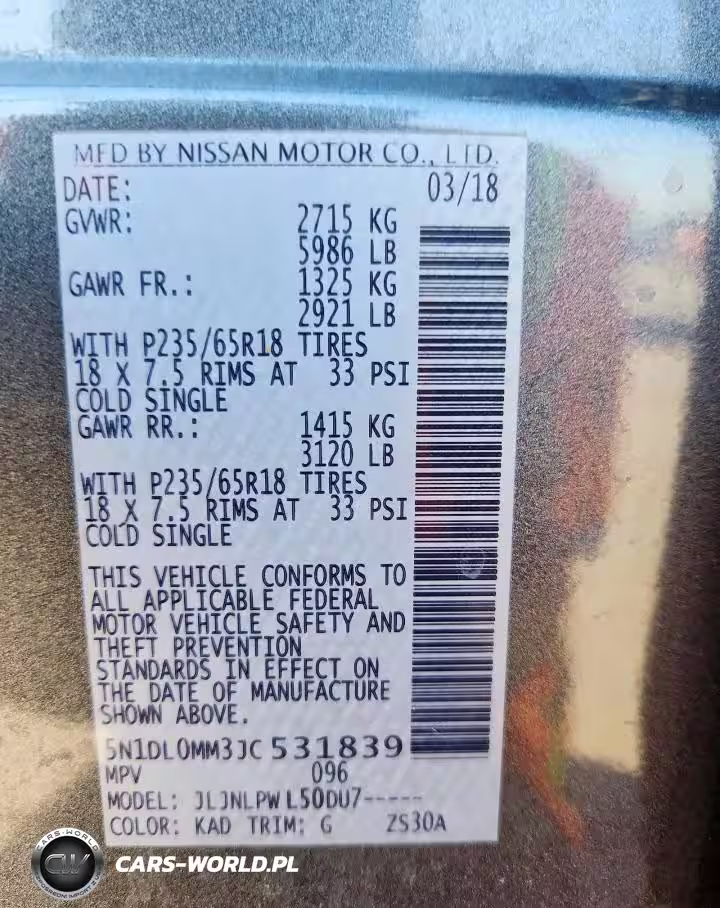 MFD BY NISSAN MOTOR CO., LTD.
DATE: 03/18
GVWR: 2715 KG
5986 LB
GAWR FR.: 1325 KG
2921 LB
WITH P235/65R18 TIRES
18 X 7.5 RIMS AT 33 PSI
COLD SINGLE
GAWR RR.: 1415 KG
3120 LB
WITH P235/65R18 TIRES
18 X 7.5 RIMS AT 33 PSI
COLD SINGLE
THIS VEHICLE CONFORMS TO
ALL APPLICABLE FEDERAL
MOTOR VEHICLE SAFETY AND
THEFT PREVENTION
STANDARDS IN EFFECT ON
THE DATE OF MANUFACTURE
SHOWN ABOVE.
5N1DL0MM3JC531839
MPV 096
MODEL: JLJNLPWL50DU7-----
COLOR: KAD TRIM: G ZS30A
CARS-WORLD
CW
CARS-WORLD.PL